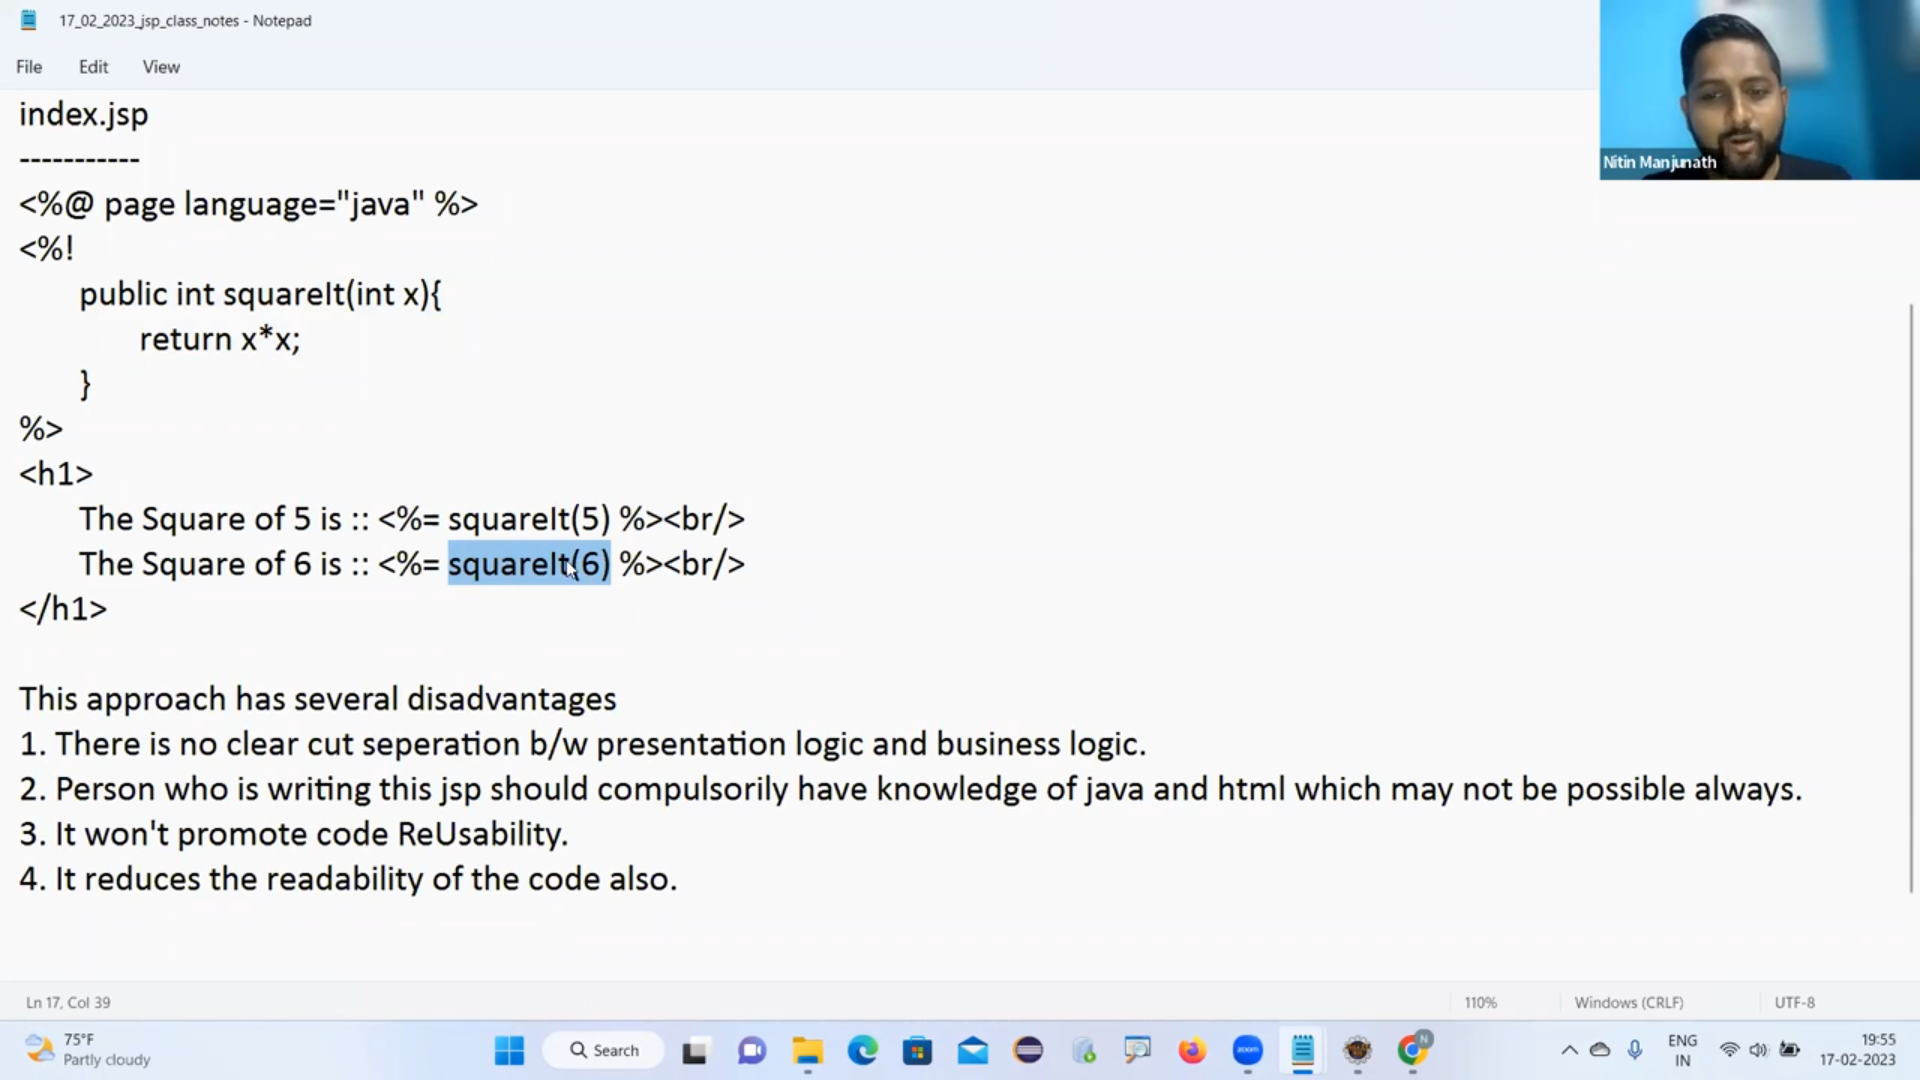 17_02_2023_jsp_class_notes - Notepad
File Edit View
Nitin Manjunath
index.jsp
-----------
<%@ page language="java" %>
<%!
public int squareIt(int x){
return x*x;
}
%>
<h1>
The Square of 5 is :: <%= squareIt(5) %><br/>
The Square of 6 is :: <%= squareIt(6) %><br/>
</h1>
This approach has several disadvantages
1. There is no clear cut seperation b/w presentation logic and business logic.
2. Person who is writing this jsp should compulsorily have knowledge of java and html which may not be possible always.
3. It won't promote code ReUsability.
4. It reduces the readability of the code also.
Ln 17, Col 39 110% Windows (CRLF) UTF-8
75°F
Partly cloudy
Search
zoom
N
ENG
IN
19:55
17-02-2023